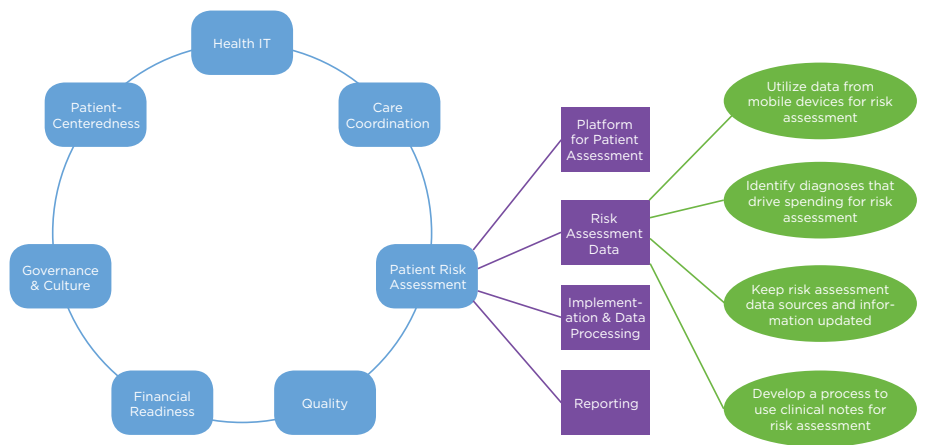 Health IT
Patient-
Centeredness
Care
Coordination
Governance
& Culture
Patient Risk
Assessment
Financial
Readiness
Quality
Platform
for Patient
Assessment
Risk
Assessment
Data
Implement-
ation & Data
Processing
Reporting
Utilize data from
mobile devices for risk
assessment
Identify diagnoses that
drive spending for risk
assessment
Keep risk assessment
data sources and infor-
mation updated
Develop a process to
use clinical notes for
risk assessment